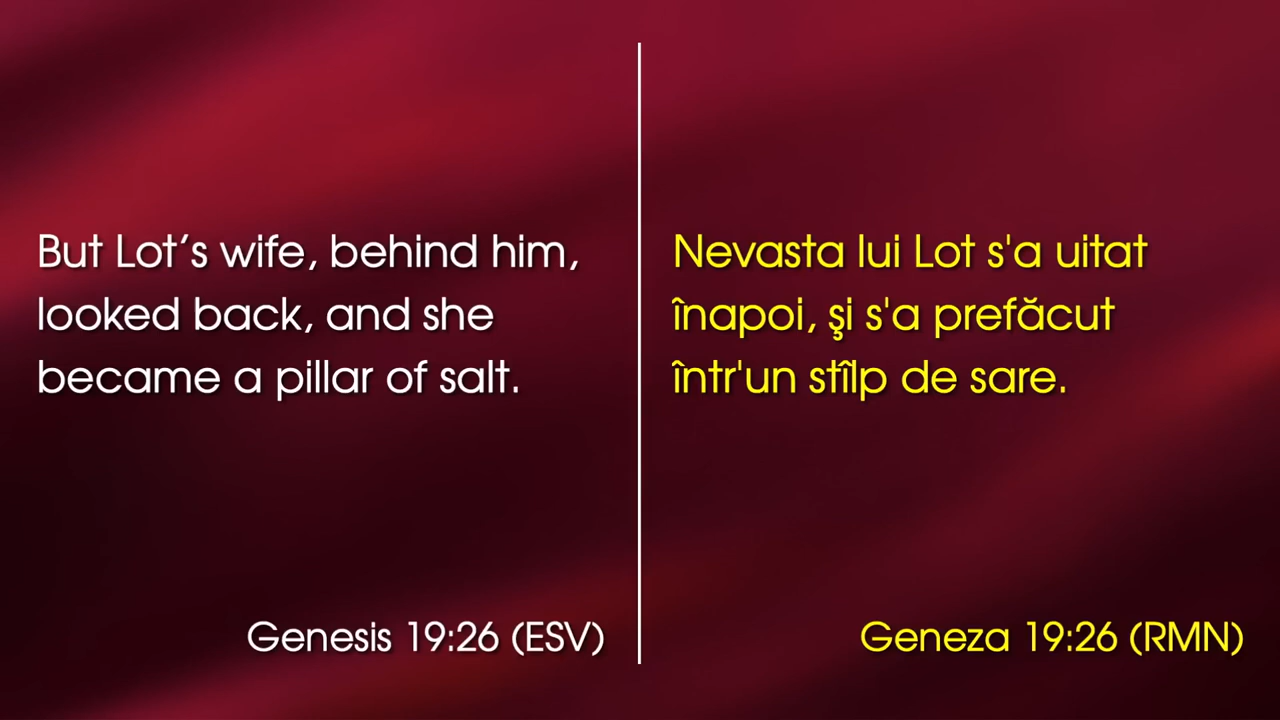 But Lot’s wife, behind him,
looked back, and she
became a pillar of salt.
Genesis 19:26 (ESV)
Nevasta lui Lot s'a uitat
înapoi, şi s'a prefăcut
într'un stîlp de sare.
Geneza 19:26 (RMN)